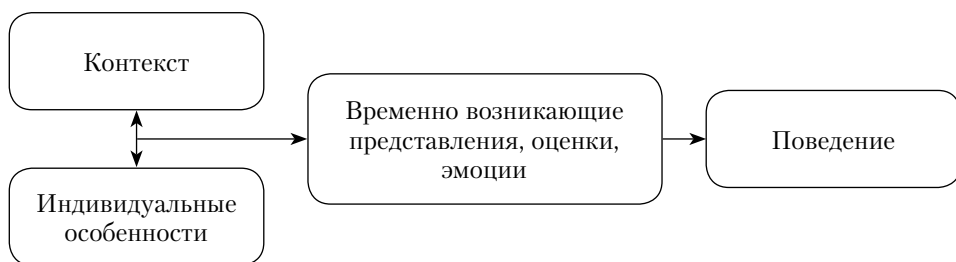 Контекст
Временно возникающие
представления, оценки,
эмоции
Поведение
Индивидуальные
особенности